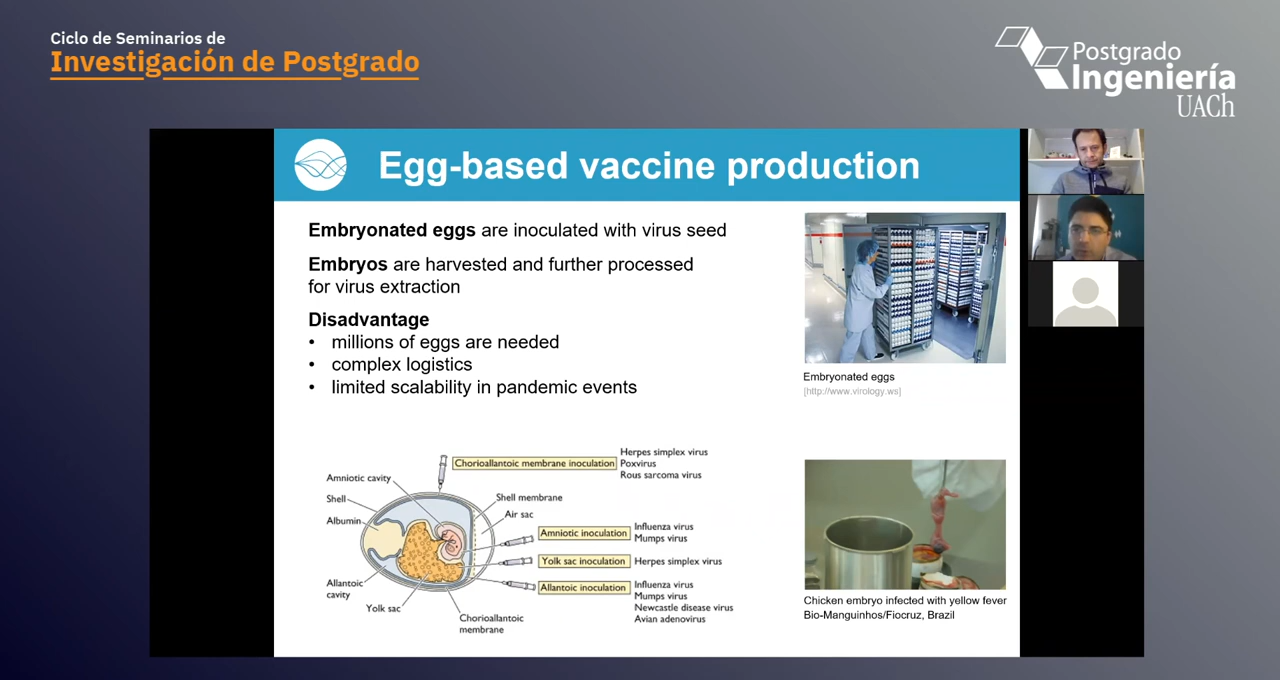 Ciclo de Seminarios de
Investigación de Postgrado
Postgrado
Ingeniería
UACh
Egg-based vaccine production
Embryonated eggs are inoculated with virus seed
Embryos are harvested and further processed
for virus extraction
Disadvantage
• millions of eggs are needed
• complex logistics
• limited scalability in pandemic events
Embryonated eggs
[http://www.virology.ws]
Chorioallantoic membrane inoculation
Herpes simplex virus
Poxvirus
Rous sarcoma virus
Amniotic cavity
Shell
Albumin
Shell membrane
Air sac
Amniotic inoculation
Influenza virus
Mumps virus
Yolk sac inoculation
Herpes simplex virus
Allantoic inoculation
Influenza virus
Mumps virus
Newcastle disease virus
Avian adenovirus
Allantoic
cavity
Yolk sac
Chorioallantoic
membrane
Chicken embryo infected with yellow fever
Bio-Manguinhos/Fiocruz, Brazil